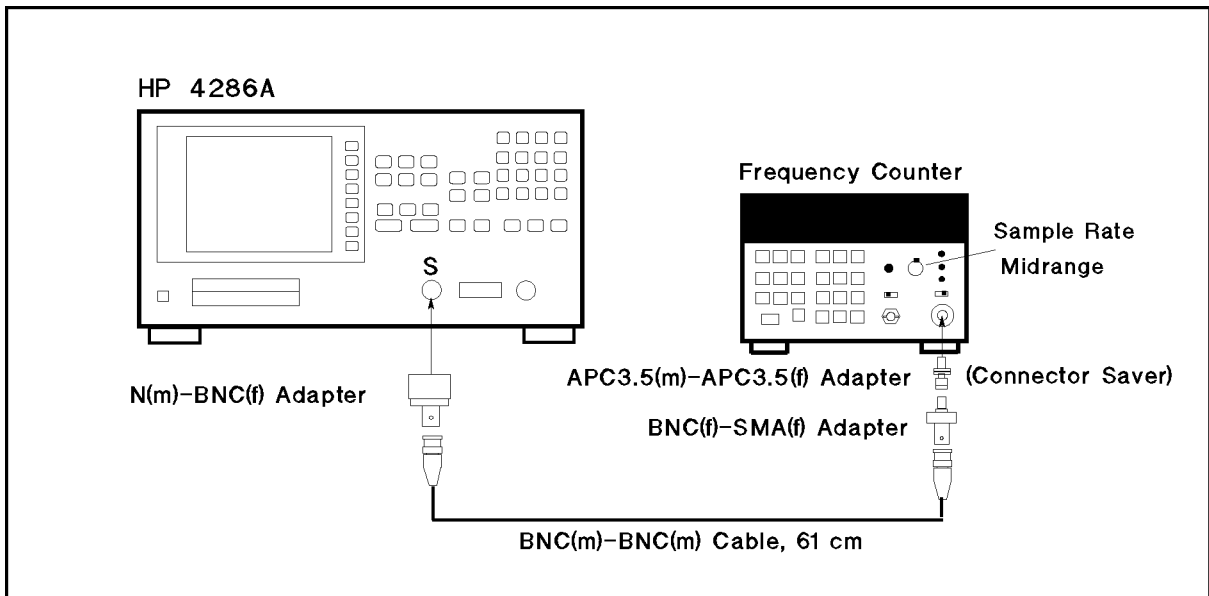 HP 4286A
Frequency Counter
Sample Rate
Midrange
S
APC3.5(m)-APC3.5(f) Adapter
(Connector Saver)
N(m)-BNC(f) Adapter
BNC(f)-SMA(f) Adapter
BNC(m)-BNC(m) Cable, 61 cm